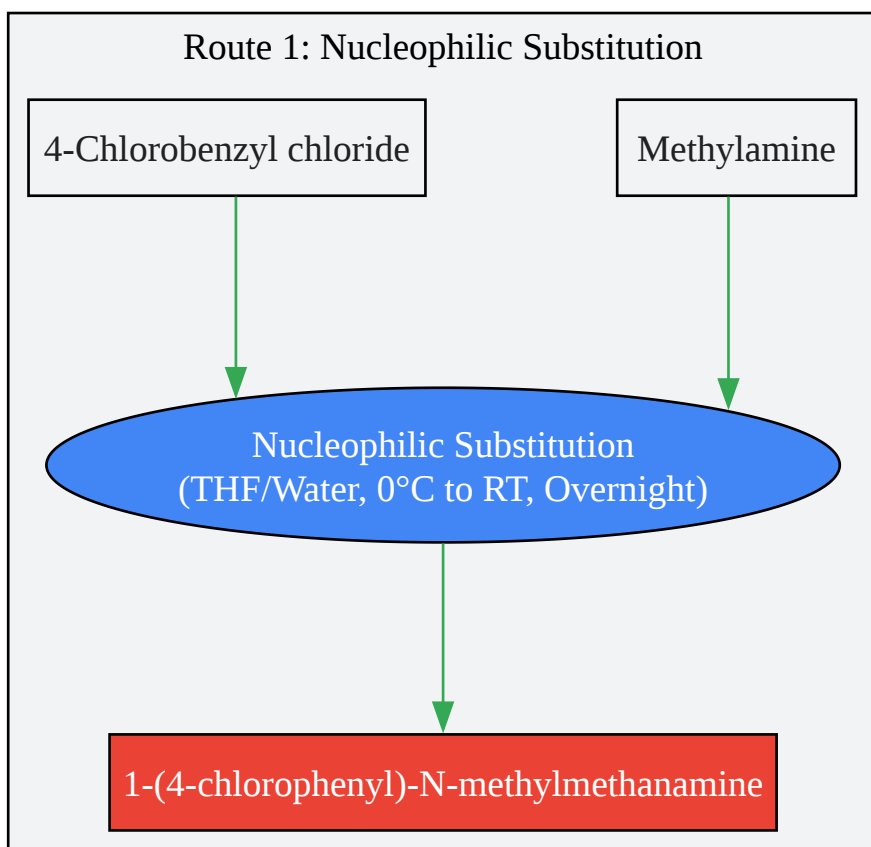 Route 1: Nucleophilic Substitution
4-Chlorobenzyl chloride
Methylamine
Nucleophilic Substitution
(THF/Water, 0°C to RT, Overnight)
1-(4-chlorophenyl)-N-methylmethanamine